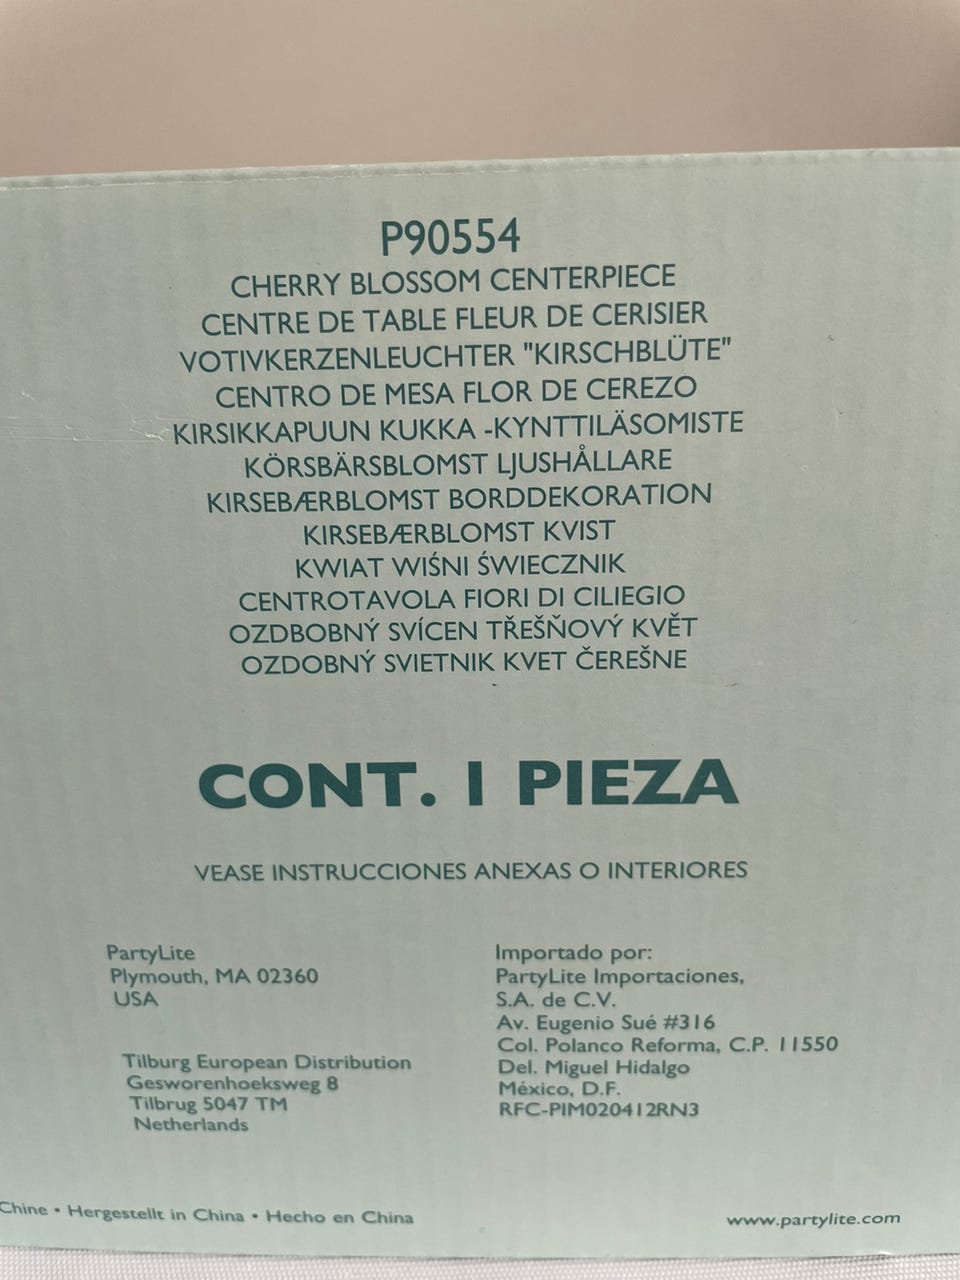 P90554
CHERRY BLOSSOM CENTERPIECE
CENTRE DE TABLE FLEUR DE CERISIER
VOTIVKERZENLEUCHTER "KIRSCHBLÜTE"
CENTRO DE MESA FLOR DE CEREZO
KIRSIKKAPUUN KUKKA -KYNTTILÄSOMISTE
KÖRSBÄRSBLOMST LJUSHÅLLARE
KIRSEBÆRBLOMST BORDDEKORATION
KIRSEBÆRBLOMST KVIST
KWIAT WIŚNI ŚWIECZNIK
CENTROTAVOLA FIORI DI CILIEGIO
OZDBOBNÝ SVÍCEN TŘEŠŇOVÝ KVĚT
OZDOBNÝ SVIETNIK KVET ČEREŠNE
CONT. 1 PIEZA
VEASE INSTRUCCIONES ANEXAS O INTERIORES
PartyLite
Plymouth, MA 02360
USA
Tilburg European Distribution
Gesworenhoeksweg 8
Tilbrug 5047 TM
Netherlands
Importado por:
PartyLite Importaciones,
S.A. de C.V.
Av. Eugenio Sué #316
Col. Polanco Reforma, C.P. 11550
Del. Miguel Hidalgo
México, D.F.
RFC-PIM020412RN3
Chine • Hergestellt in China • Hecho en China
www.partylite.com